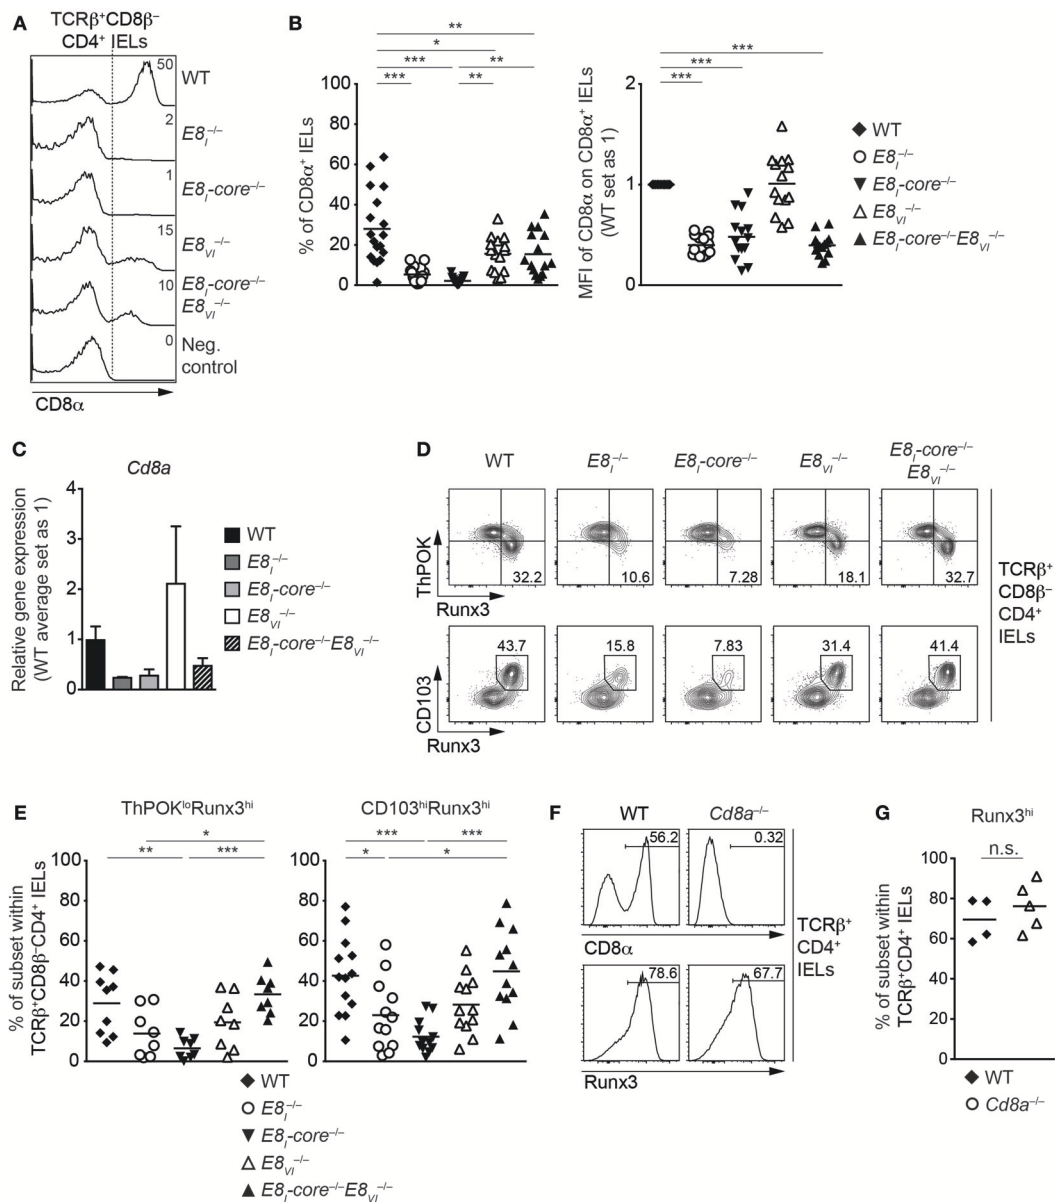 A
TCRβ⁺CD8β⁻
CD4⁺ IELs
50
WT
2
E8I−/−
1
E8I-core−/−
15
E8VI−/−
10
E8I-core−/−
E8VI−/−
0
Neg.
control
CD8α
B
**
*
***
**
***
**
% of CD8α⁺ IELs
100
80
60
40
20
0
***
***
***
MFI of CD8α on CD8α⁺ IELs
(WT set as 1)
2
1
0
WT
E8I−/−
E8I-core−/−
E8VI−/−
E8I-core−/−E8VI−/−
C
Cd8a
Relative gene expression
(WT average set as 1)
4
3
2
1
0
WT
E8I−/−
E8I-core−/−
E8VI−/−
E8I-core−/−E8VI−/−
D
WT
E8I−/−
E8I-core−/−
E8VI−/−
E8I-core−/−
E8VI−/−
ThPOK
32.2
10.6
7.28
18.1
32.7
Runx3
43.7
15.8
7.83
31.4
41.4
CD103
Runx3
TCRβ⁺
CD8β⁻
CD4⁺
IELs
E
ThPOKloRunx3hi
CD103hiRunx3hi
*
**
***
***
***
*
*
% of subset within
TCRβ⁺CD8β⁻CD4⁺ IELs
100
80
60
40
20
0
100
80
60
40
20
0
WT
E8I−/−
E8I-core−/−
E8VI−/−
E8I-core−/−E8VI−/−
F
WT
Cd8a−/−
56.2
0.32
CD8α
78.6
67.7
Runx3
TCRβ⁺
CD4⁺
IELs
G
Runx3hi
n.s.
% of subset within
TCRβ⁺CD4⁺ IELs
100
80
60
40
20
0
WT
Cd8a−/−